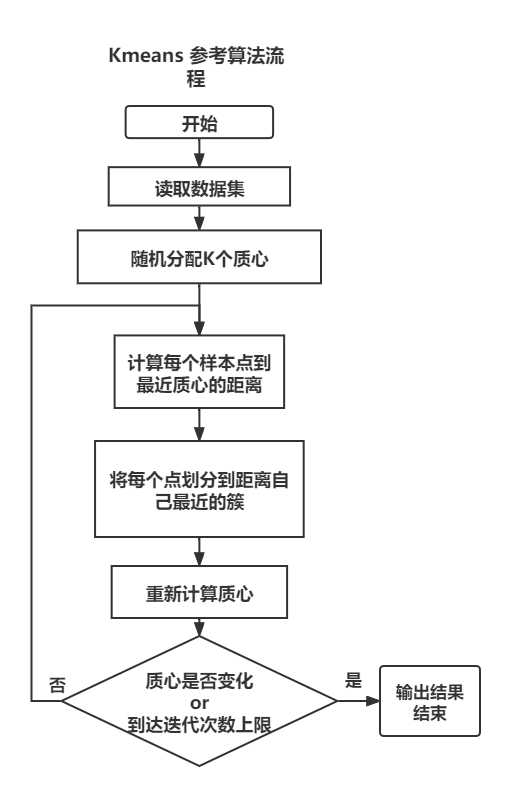 Kmeans 参考算法流
程
开始
读取数据集
随机分配K个质心
计算每个样本点到
最近质心的距离
将每个点划分到距离自
己最近的簇
重新计算质心
质心是否变化
or
到达迭代次数上限
否
是
输出结果
结束